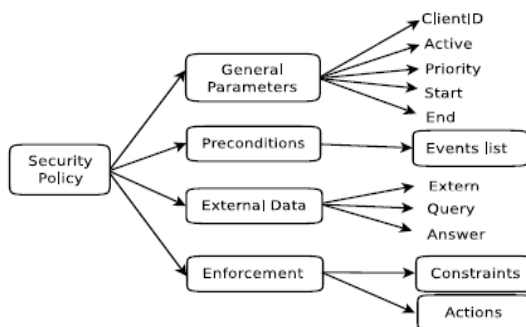 ClientID
Active
General
Parameters
Priority
Start
End
Security
Policy
Preconditions
Events list
External Data
Extern
Query
Answer
Enforcement
Constraints
Actions